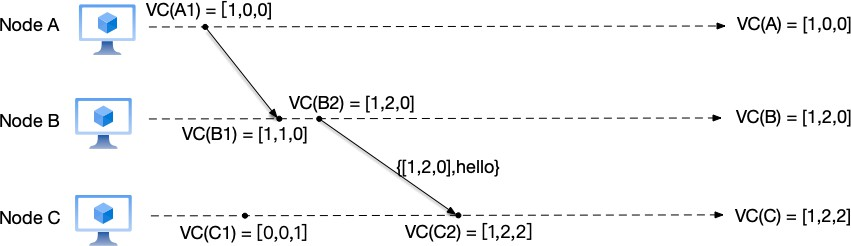 VC(A1) = [1,0,0]
Node A
VC(A) = [1,0,0]
VC(B2) = [1,2,0]
Node B
VC(B) = [1,2,0]
VC(B1) = [1,1,0]
{[1,2,0],hello}
Node C
VC(C) = [1,2,2]
VC(C1) = [0,0,1]
VC(C2) = [1,2,2]